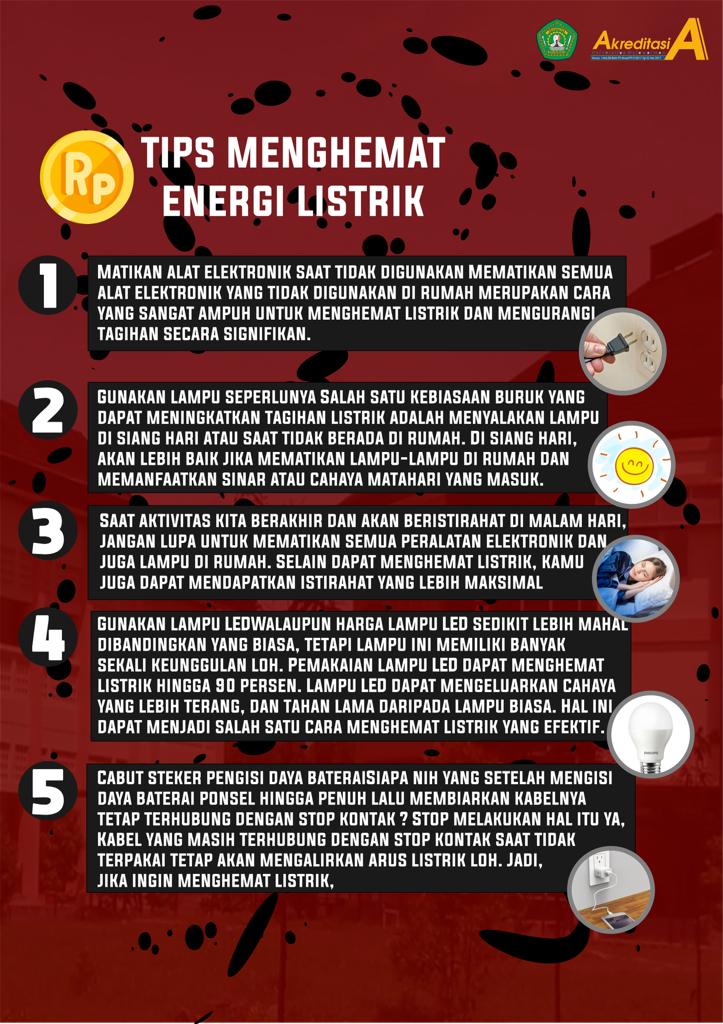 Akreditasi A
TIPS MENGHEMAT
ENERGI LISTRIK
Rp
1
MATIKAN ALAT ELEKTRONIK SAAT TIDAK DIGUNAKAN MEMATIKAN SEMUA
ALAT ELEKTRONIK YANG TIDAK DIGUNAKAN DI RUMAH MERUPAKAN CARA
YANG SANGAT AMPUH UNTUK MENGHEMAT LISTRIK DAN MENGURANGI
TAGIHAN SECARA SIGNIFIKAN.
2
GUNAKAN LAMPU SEPERLUNYA SALAH SATU KEBIASAAN BURUK YANG
DAPAT MENINGKATKAN TAGIHAN LISTRIK ADALAH MENYALAKAN LAMPU
DI SIANG HARI ATAU SAAT TIDAK BERADA DI RUMAH. DI SIANG HARI,
AKAN LEBIH BAIK JIKA MEMATIKAN LAMPU-LAMPU DI RUMAH DAN
MEMANFAATKAN SINAR ATAU CAHAYA MATAHARI YANG MASUK.
3
SAAT AKTIVITAS KITA BERAKHIR DAN AKAN BERISTIRAHAT DI MALAM HARI,
JANGAN LUPA UNTUK MEMATIKAN SEMUA PERALATAN ELEKTRONIK DAN
JUGA LAMPU DI RUMAH. SELAIN DAPAT MENGHEMAT LISTRIK, KAMU
JUGA DAPAT MENDAPATKAN ISTIRAHAT YANG LEBIH MAKSIMAL
4
GUNAKAN LAMPU LEDWALAUPUN HARGA LAMPU LED SEDIKIT LEBIH MAHAL
DIBANDINGKAN YANG BIASA, TETAPI LAMPU INI MEMILIKI BANYAK
SEKALI KEUNGGULAN LOH. PEMAKAIAN LAMPU LED DAPAT MENGHEMAT
LISTRIK HINGGA 90 PERSEN. LAMPU LED DAPAT MENGELUARKAN CAHAYA
YANG LEBIH TERANG, DAN TAHAN LAMA DARIPADA LAMPU BIASA. HAL INI
DAPAT MENJADI SALAH SATU CARA MENGHEMAT LISTRIK YANG EFEKTIF.
PHILIPS
5
CABUT STEKER PENGISI DAYA BATERAISIAPA NIH YANG SETELAH MENGISI
DAYA BATERAI PONSEL HINGGA PENUH LALU MEMBIARKAN KABELNYA
TETAP TERHUBUNG DENGAN STOP KONTAK ? STOP MELAKUKAN HAL ITU YA,
KABEL YANG MASIH TERHUBUNG DENGAN STOP KONTAK SAAT TIDAK
TERPAKAI TETAP AKAN MENGALIRKAN ARUS LISTRIK LOH. JADI,
JIKA INGIN MENGHEMAT LISTRIK,